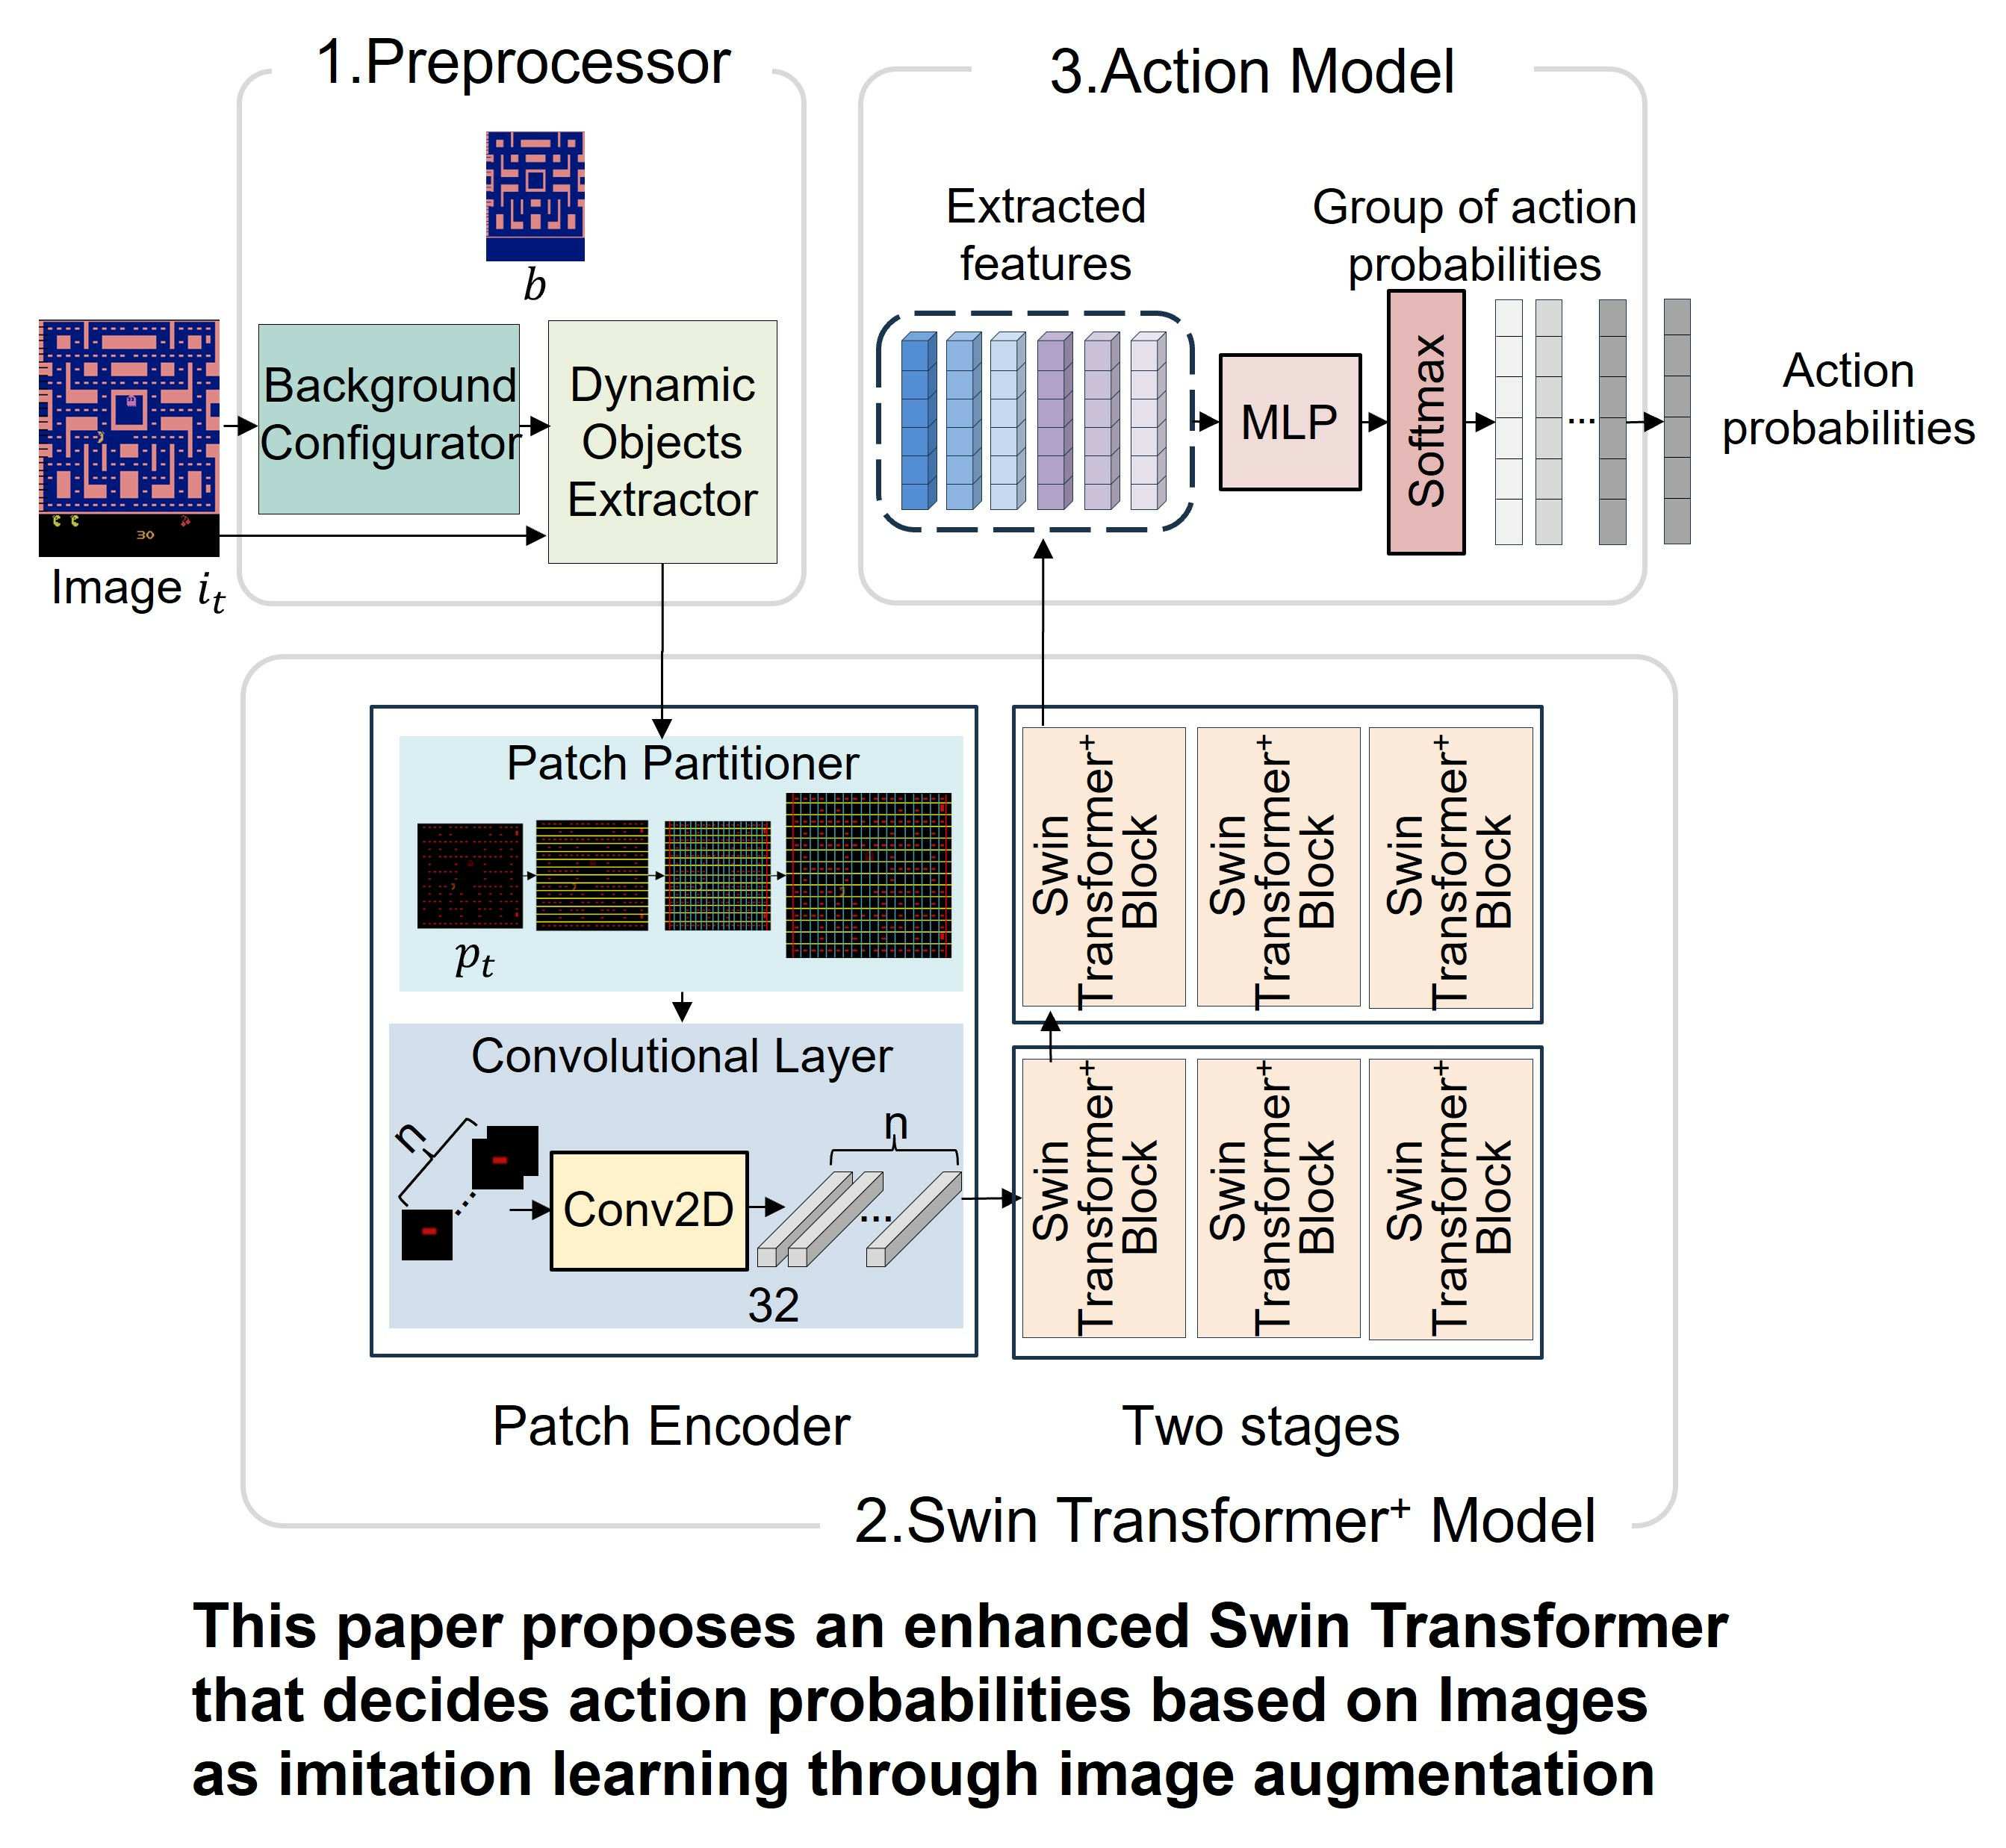 1.Preprocessor
b
Background
Configurator
Dynamic
Objects
Extractor
30
Image i_t
3.Action Model
Extracted
features
Group of action
probabilities
MLP
Softmax
...
Action
probabilities
Patch Partitioner
p_t
Convolutional Layer
n
Conv2D
n
...
32
Patch Encoder
Swin
Transformer⁺
Block
Swin
Transformer⁺
Block
Swin
Transformer⁺
Block
Swin
Transformer⁺
Block
Swin
Transformer⁺
Block
Swin
Transformer⁺
Block
Two stages
2.Swin Transformer⁺ Model
This paper proposes an enhanced Swin Transformer
that decides action probabilities based on Images
as imitation learning through image augmentation